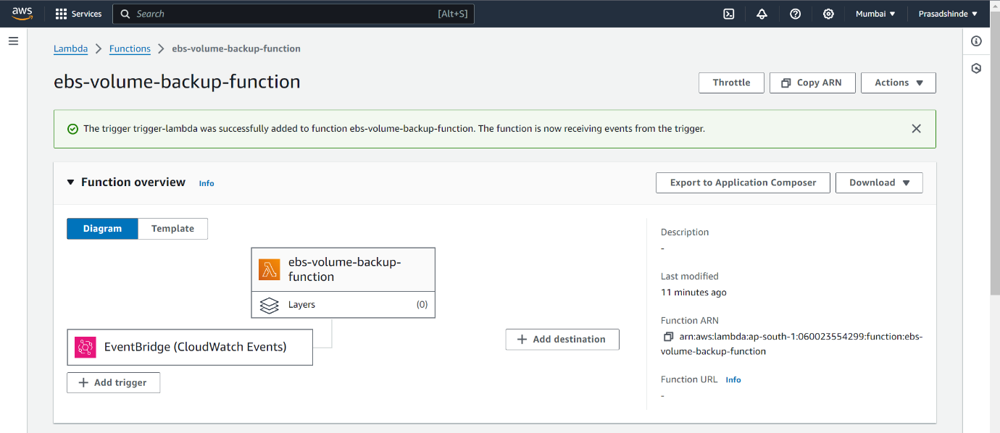 aws Services Search [Alt+S] Mumbai Prasadshinde
Lambda Functions ebs-volume-backup-function
ebs-volume-backup-function
Throttle Copy ARN Actions
The trigger trigger-lambda was successfully added to function ebs-volume-backup-function. The function is now receiving events from the trigger.
Function overview Info
Export to Application Composer Download
Diagram Template
ebs-volume-backup-
function
Layers (0)
EventBridge (CloudWatch Events)
+ Add trigger
+ Add destination
Description
-
Last modified
11 minutes ago
Function ARN
arn:aws:lambda:ap-south-1:060023554299:function:ebs-
volume-backup-function
Function URL Info
-